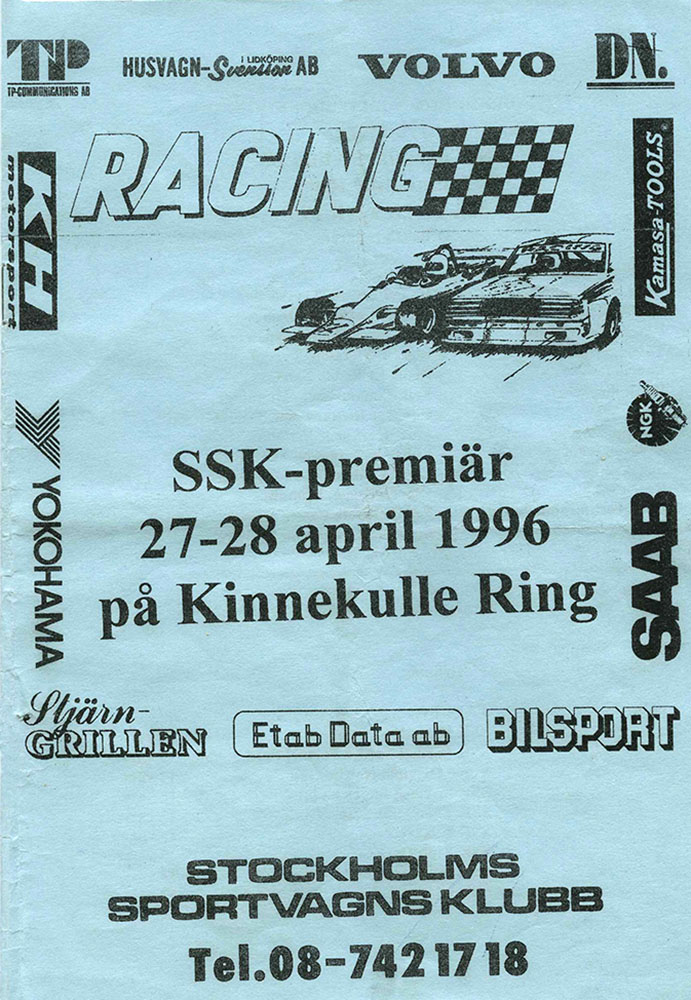 TP
TP-COMMUNICATIONS AB
HUSVAGN-Svensson AB
i LIDKÖPING
VOLVO
DN.
RACING
KH
motorsport
Kamasa-TOOLS
NGK
YOKOHAMA
SAAB
SSK-premiär
27-28 april 1996
på Kinnekulle Ring
Stjärn-
GRILLEN
Etab Data ab
BILSPORT
STOCKHOLMS
SPORTVAGNSKLUBB
Tel.08-742 17 18